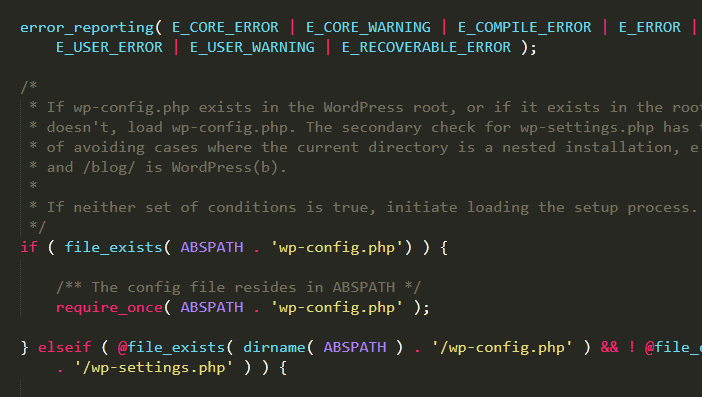 error_reporting( E_CORE_ERROR | E_CORE_WARNING | E_COMPILE_ERROR | E_ERROR |
E_USER_ERROR | E_USER_WARNING | E_RECOVERABLE_ERROR );
/*
* If wp-config.php exists in the WordPress root, or if it exists in the roo
* doesn't, load wp-config.php. The secondary check for wp-settings.php has
* of avoiding cases where the current directory is a nested installation, e
* and /blog/ is WordPress(b).
*
* If neither set of conditions is true, initiate loading the setup process.
*/
if ( file_exists( ABSPATH . 'wp-config.php') ) {
/** The config file resides in ABSPATH */
require_once( ABSPATH . 'wp-config.php' );
} elseif ( @file_exists( dirname( ABSPATH ) . '/wp-config.php' ) && ! @file_e
. '/wp-settings.php' ) ) {